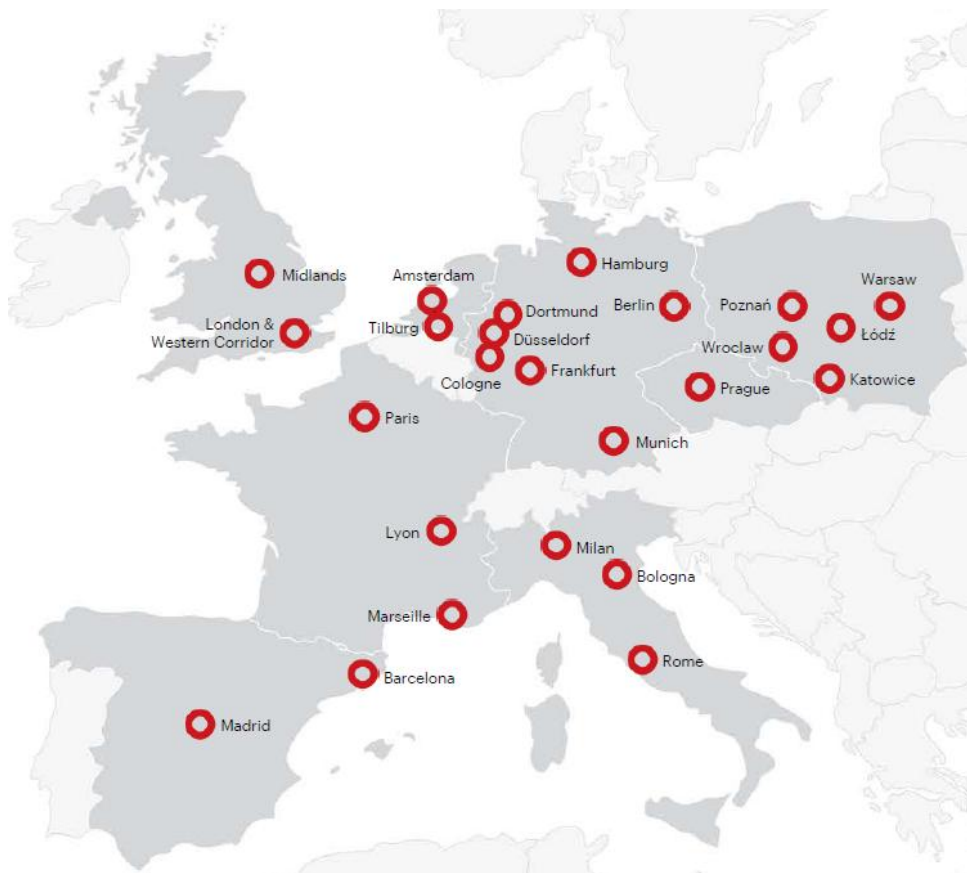 Midlands
London &
Western Corridor
Amsterdam
Tilburg
Hamburg
Dortmund
Düsseldorf
Cologne
Frankfurt
Berlin
Munich
Warsaw
Poznań
Łódź
Wroclaw
Katowice
Prague
Paris
Lyon
Marseille
Milan
Bologna
Rome
Barcelona
Madrid